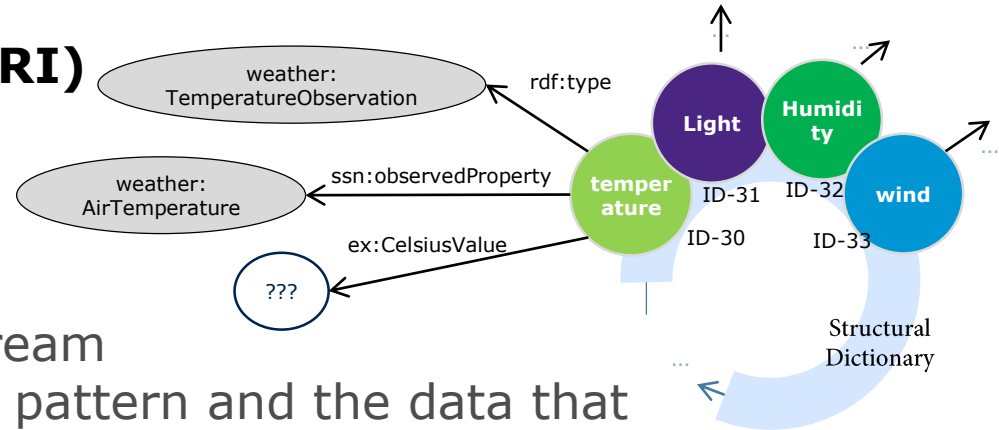 RI)
weather:
TemperatureObservation
rdf:type
...
...
Light
Humidi
ty
...
weather:
AirTemperature
ssn:observedProperty
temper
ature
ID-31
ID-32
wind
ID-30
ID-33
ex:CelsiusValue
???
Structural
Dictionary
...
ream
pattern and the data that